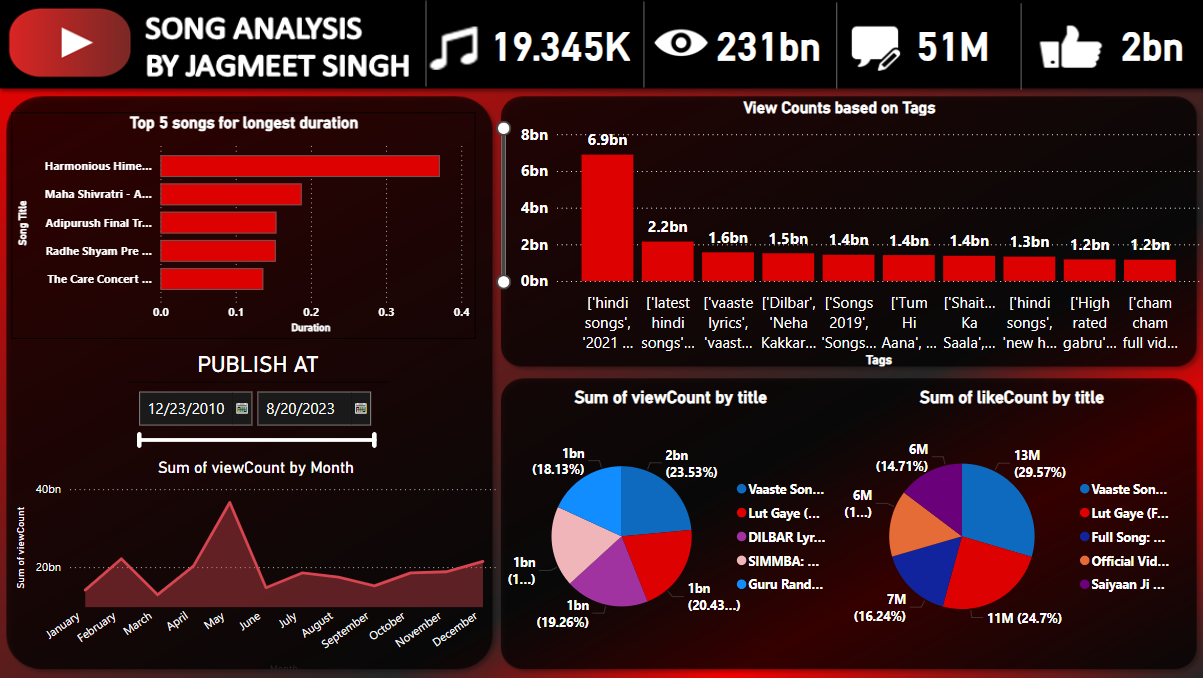 SONG ANALYSIS
BY JAGMEET SINGH
19.345K
231bn
51M
2bn
Top 5 songs for longest duration
Song Title
Harmonious Hime...
Maha Shivratri - A...
Adipurush Final Tr...
Radhe Shyam Pre ...
The Care Concert ...
0.0 0.1 0.2 0.3 0.4
Duration
PUBLISH AT
12/23/2010 8/20/2023
Sum of viewCount by Month
Sum of viewCount
40bn
20bn
January February March April May June July August September October November December
Month
View Counts based on Tags
8bn
6bn
4bn
2bn
0bn
6.9bn 2.2bn 1.6bn 1.5bn 1.4bn 1.4bn 1.4bn 1.3bn 1.2bn 1.2bn
['hindi ['latest ['vaaste ['Dilbar', ['Songs ['Tum ['Shait... ['hindi ['High ['cham
songs', hindi lyrics', 'Neha 2019', Hi Ka songs', rated cham
'2021 ... songs'... 'vaast... Kakkar... 'Songs... Aana', ... Saala',... 'new h... gabru'... full vid...
Tags
Sum of viewCount by title
2bn
(23.53%)
1bn
(20.43...)
1bn
(19.26%)
1bn
(1...)
1bn
(18.13%)
Vaaste Son...
Lut Gaye (...
DILBAR Lyr...
SIMMBA: ...
Guru Rand...
Sum of likeCount by title
13M
(29.57%)
11M (24.7%)
7M
(16.24%)
6M
(1...)
6M
(14.71%)
Vaaste Son...
Lut Gaye (F...
Full Song: ...
Official Vid...
Saiyaan Ji ...